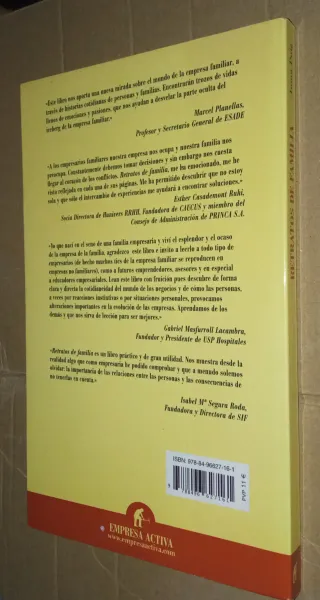 «Este libro nos aporta una nueva mirada sobre el mundo de la empresa familiar, a
través de historias cotidianas de personas y familias. Encontrarán trozos de vidas
llenos de emociones y pasiones, que nos ayudan a desvelar la parte oculta del
iceberg de la empresa familiar.»
Marcel Planellas,
Profesor y Secretario General de ESADE
«A los empresarios familiares nuestra empresa nos ocupa y nuestra familia nos
preocupa. Constantemente debemos tomar decisiones y sin embargo nos cuesta
llegar al corazón de los conflictos. Retratos de familia, me ha emocionado, me he
visto reflejada en cada una de sus páginas. Me ha permitido descubrir que no estoy
sola y que sólo el intercambio de experiencias me ayudará a encontrar soluciones.»
Esther Casademont Ruhí,
Socia Directora de Husteres RRHH, Fundadora de CAECUS y miembro del
Consejo de Administración de PRINCA S.A.
«Yo que nací en el seno de una familia empresaria y viví el esplendor y el ocaso
de la empresa de la familia, agradezco este libro e invito a leerlo a todo tipo de
empresarios (de hecho muchos ítes de la empresa familiar se reproducen en
empresas no familiares), como a futuros emprendedores, asesores y en especial
a educadores empresariales. Lean este libro con fruición pues descubre de forma
clara y directa la cotidianidad del mundo de los negocios y de cómo las personas,
a veces por reacciones instintivas o por situaciones personales, provocamos
alteraciones importantes en la evolución de las empresas. Aprendamos de los
demás y que nos sirva de lección para ser mejores.»
Gabriel Masfurroll Lacambra,
Fundador y Presidente de USP Hospitales
«Retratos de familia es un libro práctico y de gran utilidad. Nos muestra desde la
realidad algo que como empresaria he podido comprobar y que a menudo solemos
olvidar: la importancia de las relaciones entre las personas y las consecuencias de
no tenerlas en cuenta.»
Isabel Mª Segura Roda,
Fundadora y Directora de SIF
ISBN: 978-84-96627-16-1
PVP 11 €
EMPRESA ACTIVA
www.empresaactiva.com
RETRATOS DE FAMILIA